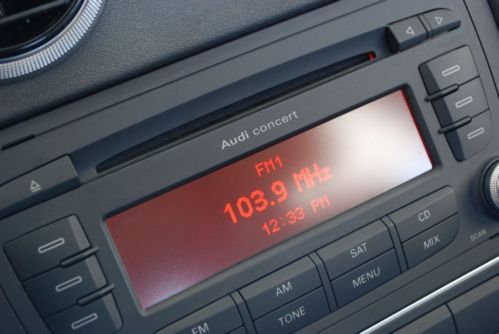 Audi concert
FM1
103.9 MHz
12:33 PM
CD
SAT
AM
FM
MIX
MENU
TONE
SCAN